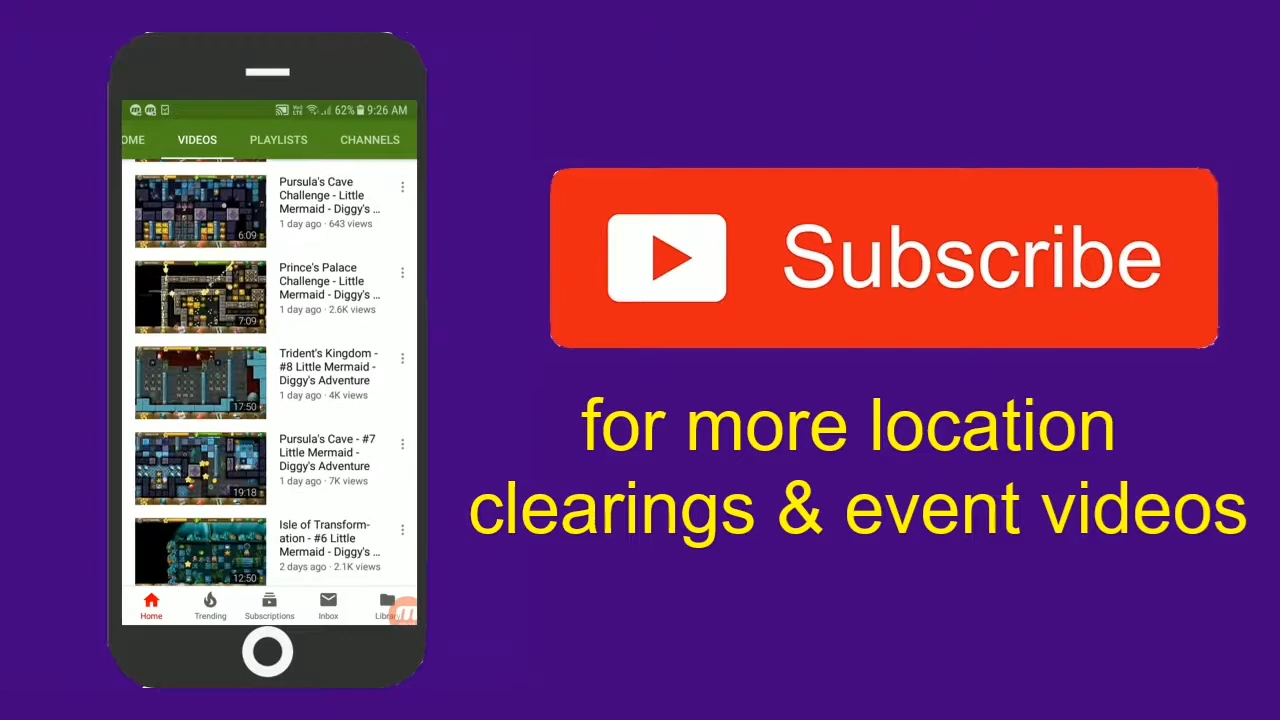 62% 9:26 AM
OME VIDEOS PLAYLISTS CHANNELS
Pursula's Cave
Challenge - Little
Mermaid - Diggy's ...
1 day ago · 643 views
6:09
Prince's Palace
Challenge - Little
Mermaid - Diggy's ...
1 day ago · 2.6K views
7:09
Trident's Kingdom -
#8 Little Mermaid -
Diggy's Adventure
1 day ago · 4K views
17:50
Pursula's Cave - #7
Little Mermaid -
Diggy's Adventure
1 day ago · 7K views
19:18
Isle of Transform-
ation - #6 Little
Mermaid - Diggy's ...
2 days ago · 2.1K views
12:50
Home Trending Subscriptions Inbox Library
Subscribe
for more location
clearings & event videos